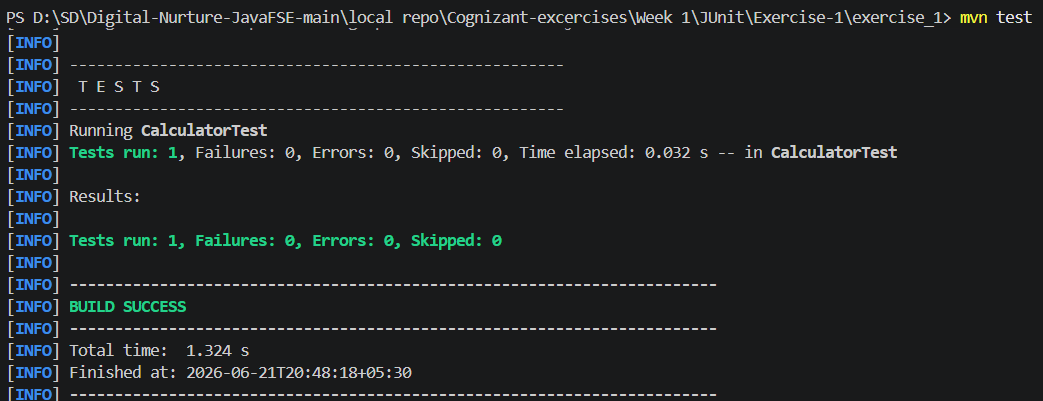 PS D:\SD\Digital-Nurture-JavaFSE-main\local repo\Cognizant-excercises\Week 1\JUnit\Exercise-1\exercise_1> mvn test
[INFO]
[INFO] -------------------------------------------------------
[INFO]  T E S T S
[INFO] -------------------------------------------------------
[INFO] Running CalculatorTest
[INFO] Tests run: 1, Failures: 0, Errors: 0, Skipped: 0, Time elapsed: 0.032 s -- in CalculatorTest
[INFO]
[INFO] Results:
[INFO]
[INFO] Tests run: 1, Failures: 0, Errors: 0, Skipped: 0
[INFO]
[INFO] ------------------------------------------------------------------------
[INFO] BUILD SUCCESS
[INFO] ------------------------------------------------------------------------
[INFO] Total time:  1.324 s
[INFO] Finished at: 2026-06-21T20:48:18+05:30
[INFO] ------------------------------------------------------------------------